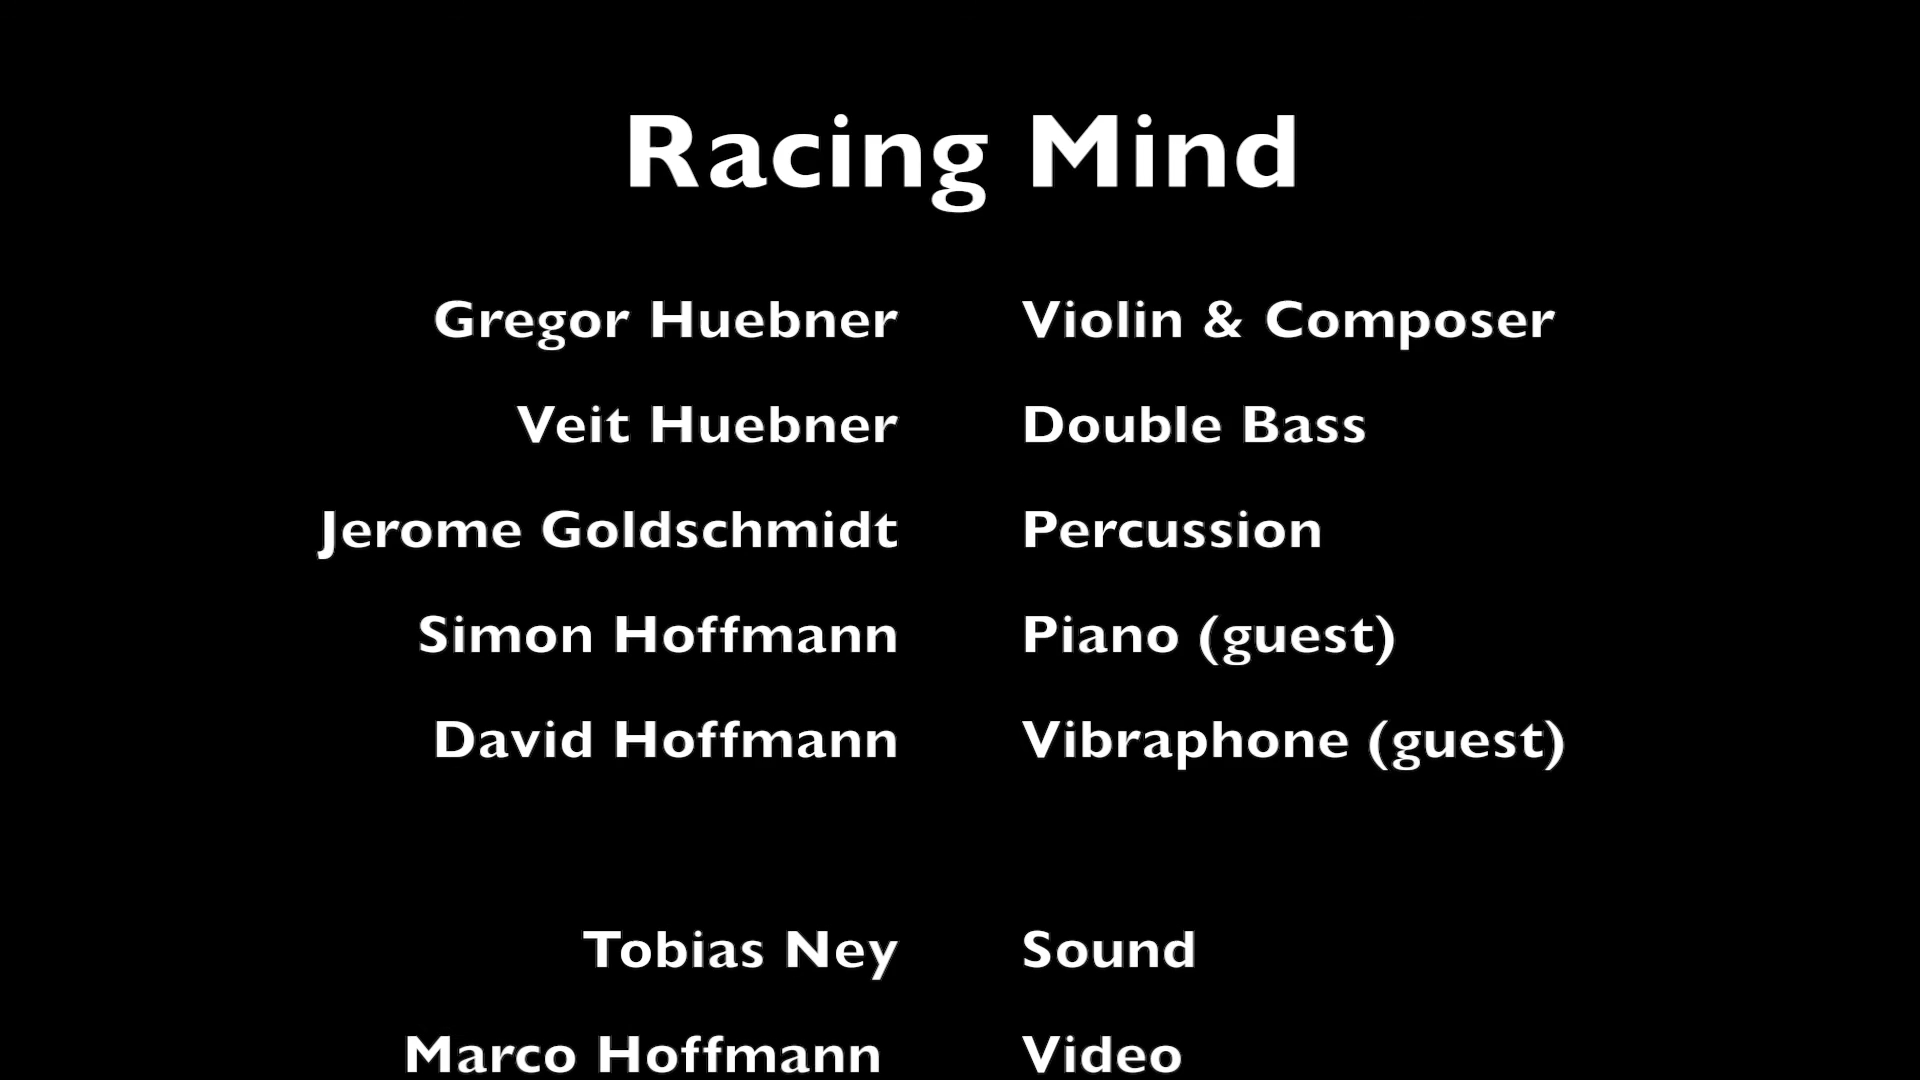 Racing Mind
Gregor Huebner Violin & Composer
Veit Huebner Double Bass
Jerome Goldschmidt Percussion
Simon Hoffmann Piano (guest)
David Hoffmann Vibraphone (guest)
Tobias Ney Sound
Marco Hoffmann Video